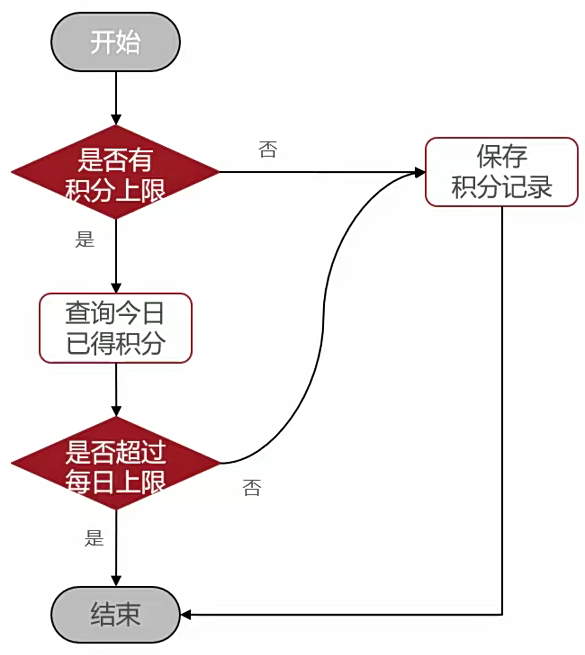 开始
是否有
积分上限
否
保存
积分记录
是
查询今日
已得积分
是否超过
每日上限
否
是
结束